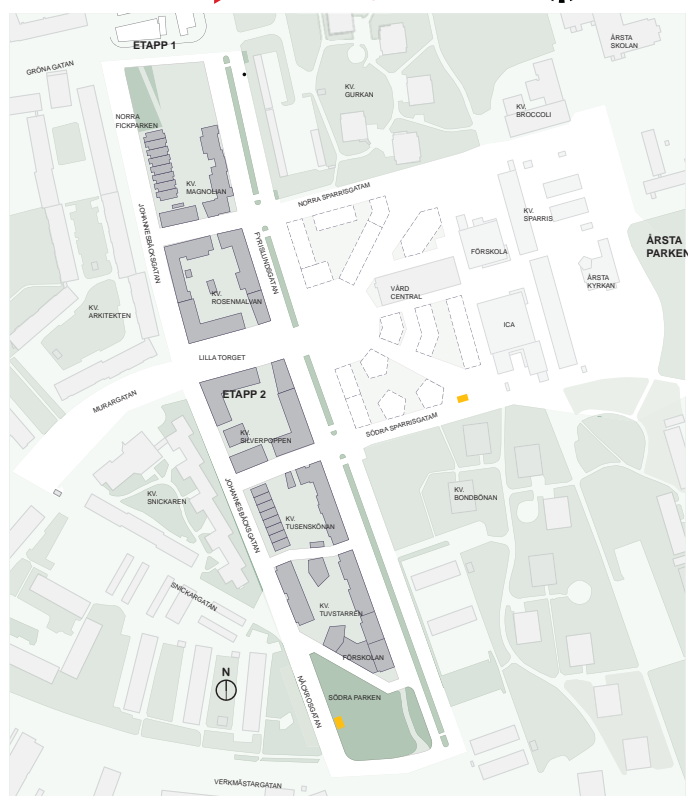 ETAPP 1
GRÖNA GATAN
ÅRSTA
SKOLAN
KV.
GURKAN
KV.
BROCCOLI
NORRA
FICKPARKEN
KV.
MAGNOLIAN
NORRA SPARRISGATAM
KV.
SPARRIS
JOHANNESBÄCKSGATAN
FYRISLUNDSGATAN
FÖRSKOLA
ÅRSTA
PARKEN
ÅRSTA
KYRKAN
VÅRD
CENTRAL
KV.
ROSENMALVAN
KV.
ARKITEKTEN
ICA
LILLA TORGET
ETAPP 2
MURARGATAN
SÖDRA SPARRISGATAM
KV.
SILVERPOPPEN
KV.
SNICKAREN
JOHANNESBÄCKSGATAN
KV.
BONDBÖNAN
KV.
TUSENSKÖNAN
SNICKARGATAN
KV.
TUVSTARREN
FÖRSKOLAN
N
NÄCKROSGATAN
SÖDRA PARKEN
VERKMÄSTARGATAN